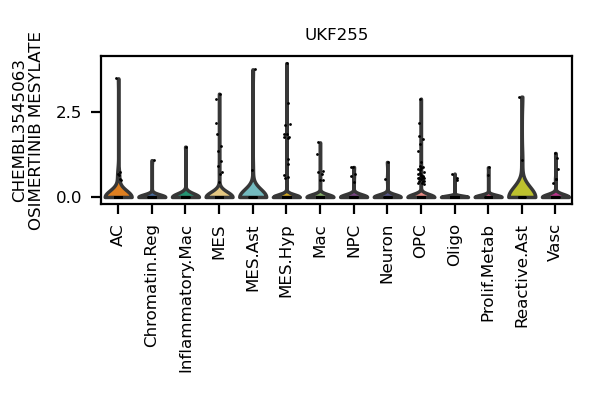 UKF255
CHEMBL3545063
OSIMERTINIB MESYLATE
2.5
0.0
AC
Chromatin.Reg
Inflammatory.Mac
MES
MES.Ast
MES.Hyp
Mac
NPC
Neuron
OPC
Oligo
Prolif.Metab
Reactive.Ast
Vasc